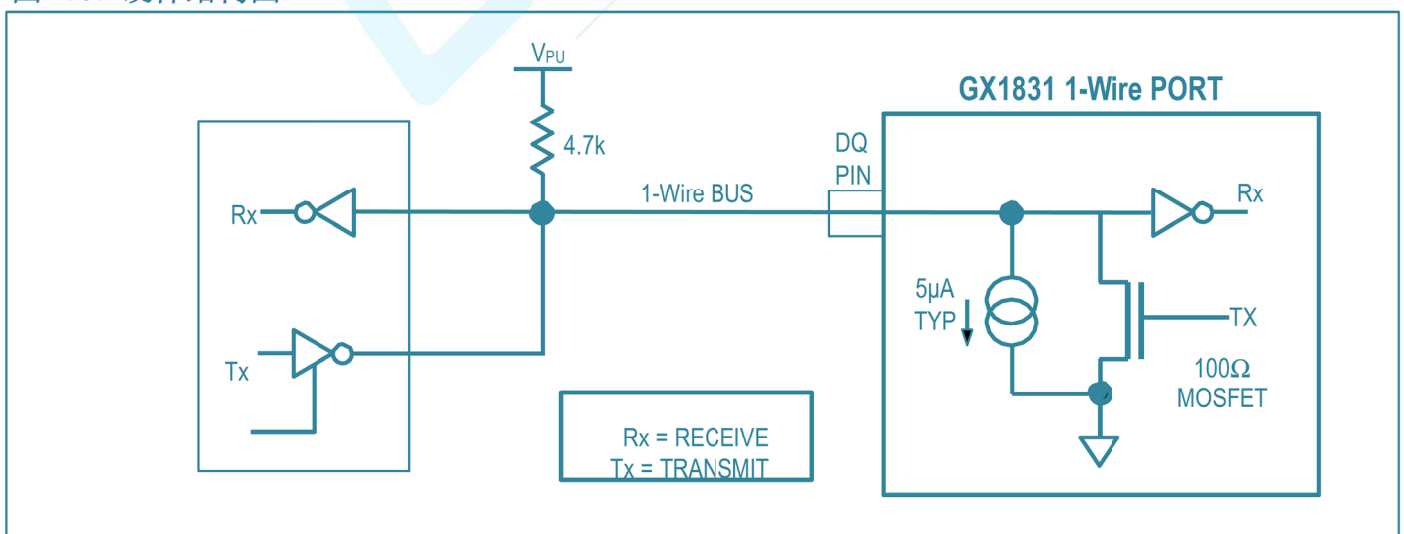 V_PU
GX1831 1-Wire PORT
4.7k
DQ
PIN
1-Wire BUS
Rx
Rx
5µA
TYP
TX
Tx
100Ω
MOSFET
Rx = RECEIVE
Tx = TRANSMIT